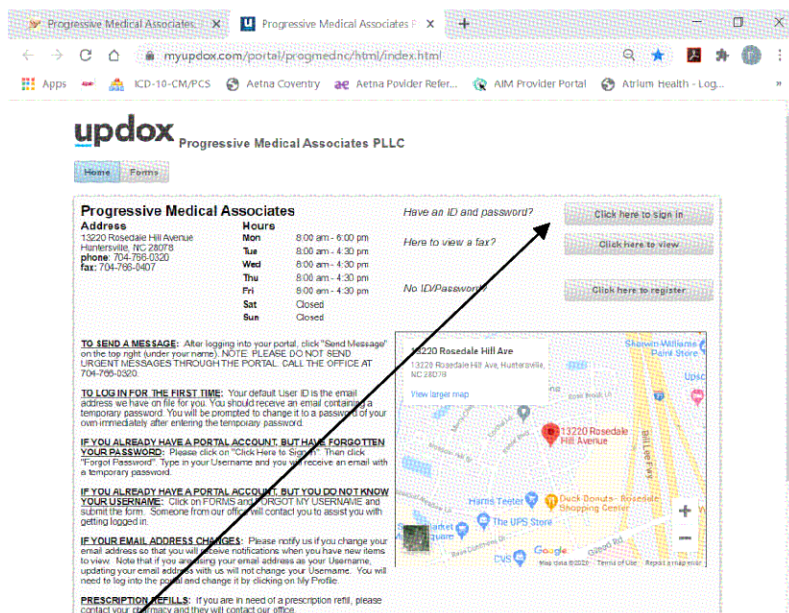 Progressive Medical Associates
Progressive Medical Associates P
myupdox.com/portal/progmednc/html/index.html
Apps
ICD-10-CM/PCS
Aetna Coventry
ae Aetna Povider Refer...
AIM Provider Portal
Atrium Health - Log...
updox Progressive Medical Associates PLLC
Home Forms
Progressive Medical Associates
Address
13220 Rosedale Hill Avenue
Huntersville, NC 28078
phone: 704-766-0320
fax: 704-766-0407
Hours
Mon 8:00 am - 6:00 pm
Tue 8:00 am - 4:30 pm
Wed 8:00 am - 4:30 pm
Thu 8:00 am - 4:30 pm
Fri 8:00 am - 4:30 pm
Sat Closed
Sun Closed
Have an ID and password? Click here to sign in
Here to view a fax? Click here to view
No ID/Password? Click here to register
TO SEND A MESSAGE: After logging into your portal, click "Send Message"
on the top right (under your name). NOTE: PLEASE DO NOT SEND
URGENT MESSAGES THROUGH THE PORTAL. CALL THE OFFICE AT
704-766-0320.
TO LOG IN FOR THE FIRST TIME: Your default User ID is the email
address we have on file for you. You should receive an email containing a
temporary password. You will be prompted to change it to a password of your
own immediately after entering the temporary password.
IF YOU ALREADY HAVE A PORTAL ACCOUNT, BUT HAVE FORGOTTEN
YOUR PASSWORD: Please click on "Click Here to Sign In". Then click
"Forgot Password". Type in your Username and you will receive an email with
a temporary password.
IF YOU ALREADY HAVE A PORTAL ACCOUNT, BUT YOU DO NOT KNOW
YOUR USERNAME: Click on FORMS and FORGOT MY USERNAME and
submit the form. Someone from our office will contact you to assist you with
getting logged in.
IF YOUR EMAIL ADDRESS CHANGES: Please notify us if you change your
email address so that you will receive notifications when you have new items
to view. Note that if you are using your email address as your Username,
updating your email address with us will not change your Username. You will
need to log into the portal and change it by clicking on My Profile.
PRESCRIPTION REFILLS: If you are in need of a prescription refill, please
contact your pharmacy and they will contact our office.
13220 Rosedale Hill Ave
13220 Rosedale Hill Ave, Huntersville,
NC 28078
View larger map
Sherwin-Williams
Paint Store
Upsc
13220 Rosedale
Hill Avenue
Harris Teeter
Duck Donuts - Rosedale
Shopping Center
The UPS Store
CVS
Google
Gilead Rd
Map data ©2020 Terms of Use Report a map error